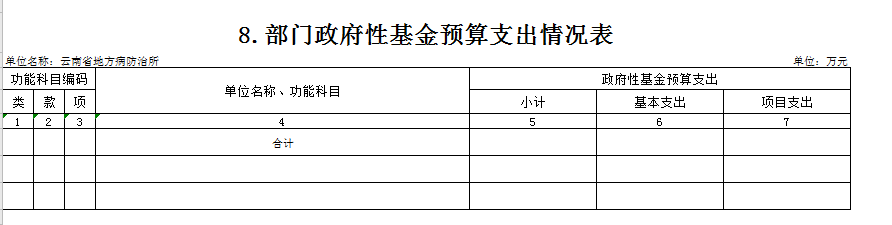 8.部门政府性基金预算支出情况表
单位名称：云南省地方病防治所 单位：万元
功能科目编码 单位名称、功能科目 政府性基金预算支出
类 款 项 小计 基本支出 项目支出
1 2 3 4 5 6 7
合计